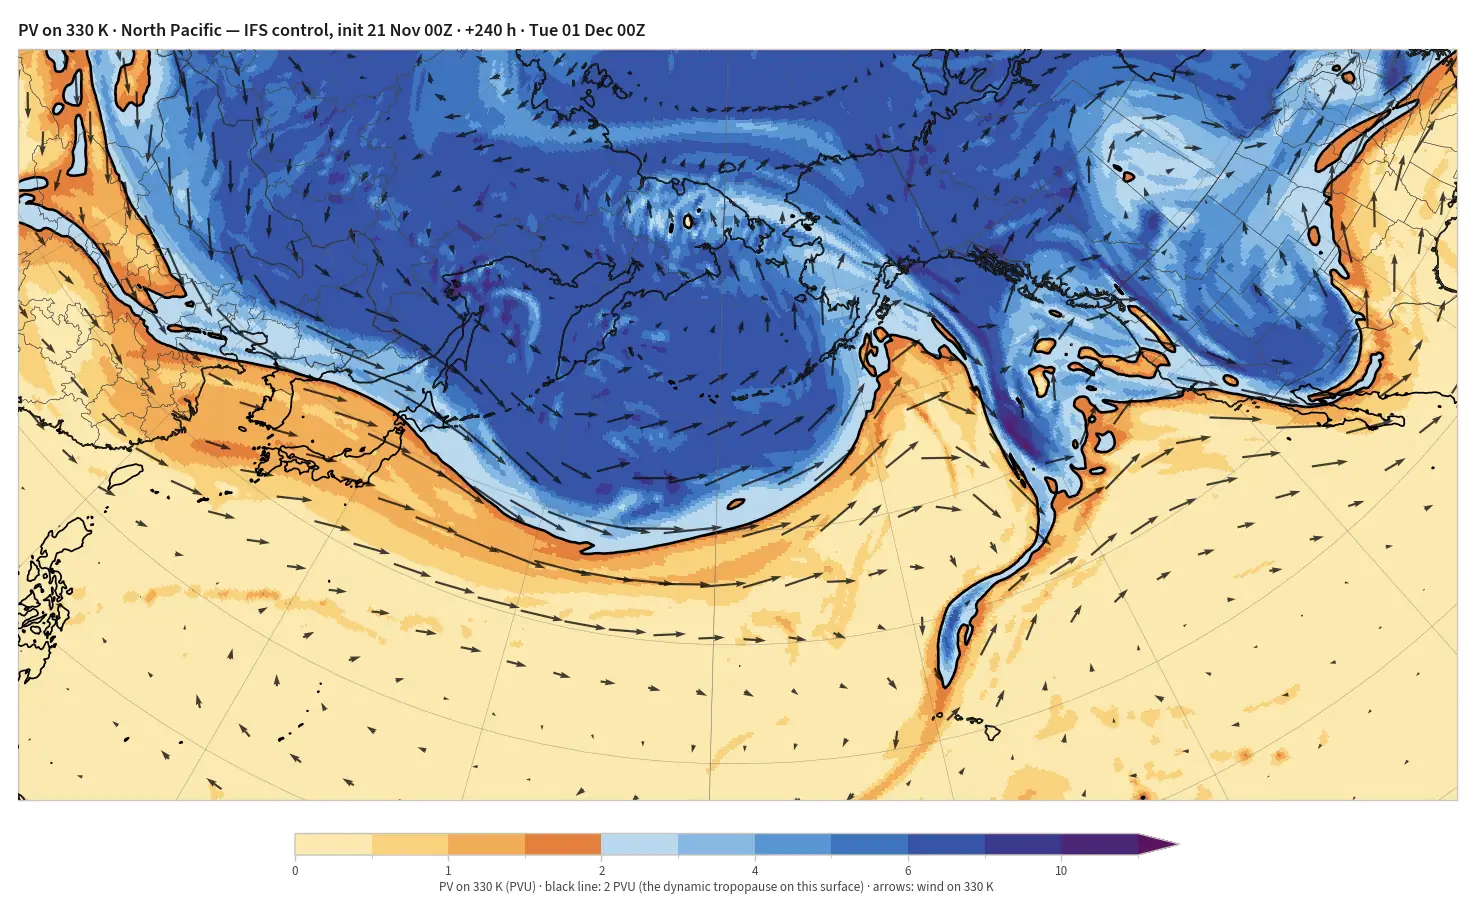 PV on 330 K · North Pacific — IFS control, init 21 Nov 00Z · +240 h · Tue 01 Dec 00Z
0 1 2 4 6 10
PV on 330 K (PVU) · black line: 2 PVU (the dynamic tropopause on this surface) · arrows: wind on 330 K